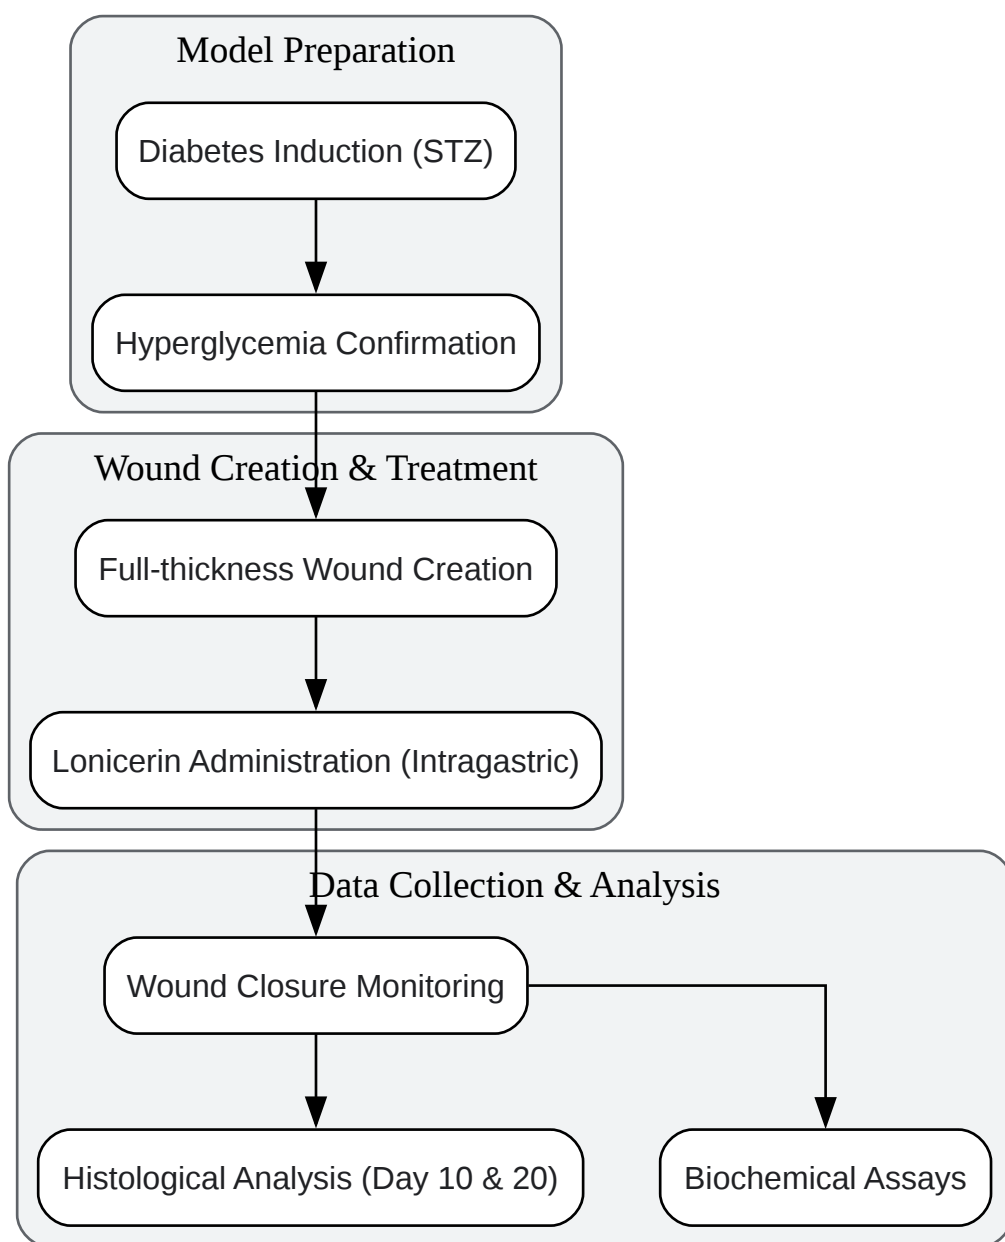 Model Preparation
Diabetes Induction (STZ)
Hyperglycemia Confirmation
Wound Creation & Treatment
Full-thickness Wound Creation
Lonicerin Administration (Intragastric)
Data Collection & Analysis
Wound Closure Monitoring
Histological Analysis (Day 10 & 20)
Biochemical Assays